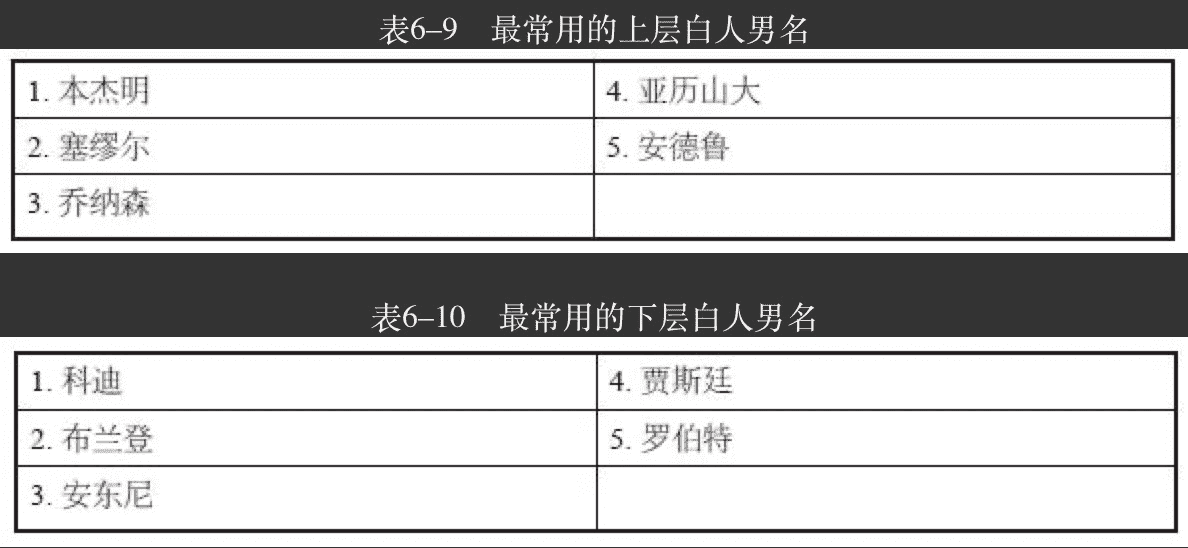 表6–9 最常用的上层白人男名
1. 本杰明 4. 亚历山大
2. 塞缪尔 5. 安德鲁
3. 乔纳森
表6–10 最常用的下层白人男名
1. 科迪 4. 贾斯廷
2. 布兰登 5. 罗伯特
3. 安东尼